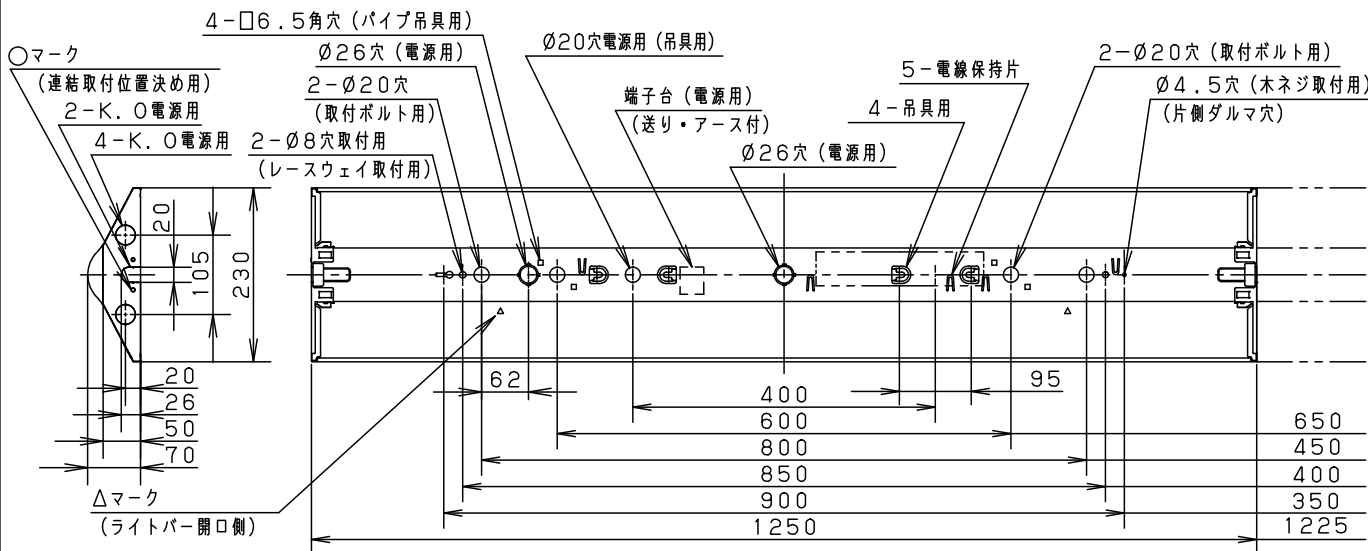 4-□6.5角穴(パイプ吊具用)
○マーク
(連結取付位置決め用)
Ø26穴(電源用)
Ø20穴電源用(吊具用)
2-Ø20穴(取付ボルト用)
2-K.O電源用
2-Ø20穴
(取付ボルト用)
端子台(電源用)
(送り・アース付)
5-電線保持片
Ø4.5穴(木ネジ取付用)
(片側ダルマ穴)
4-K.O電源用
2-Ø8穴取付用
(レースウェイ取付用)
4-吊具用
Ø26穴(電源用)
20
105
230
20
26
50
70
62
95
400
600
650
800
450
850
400
900
350
1250
1225
△マーク
(ライトバー開口側)